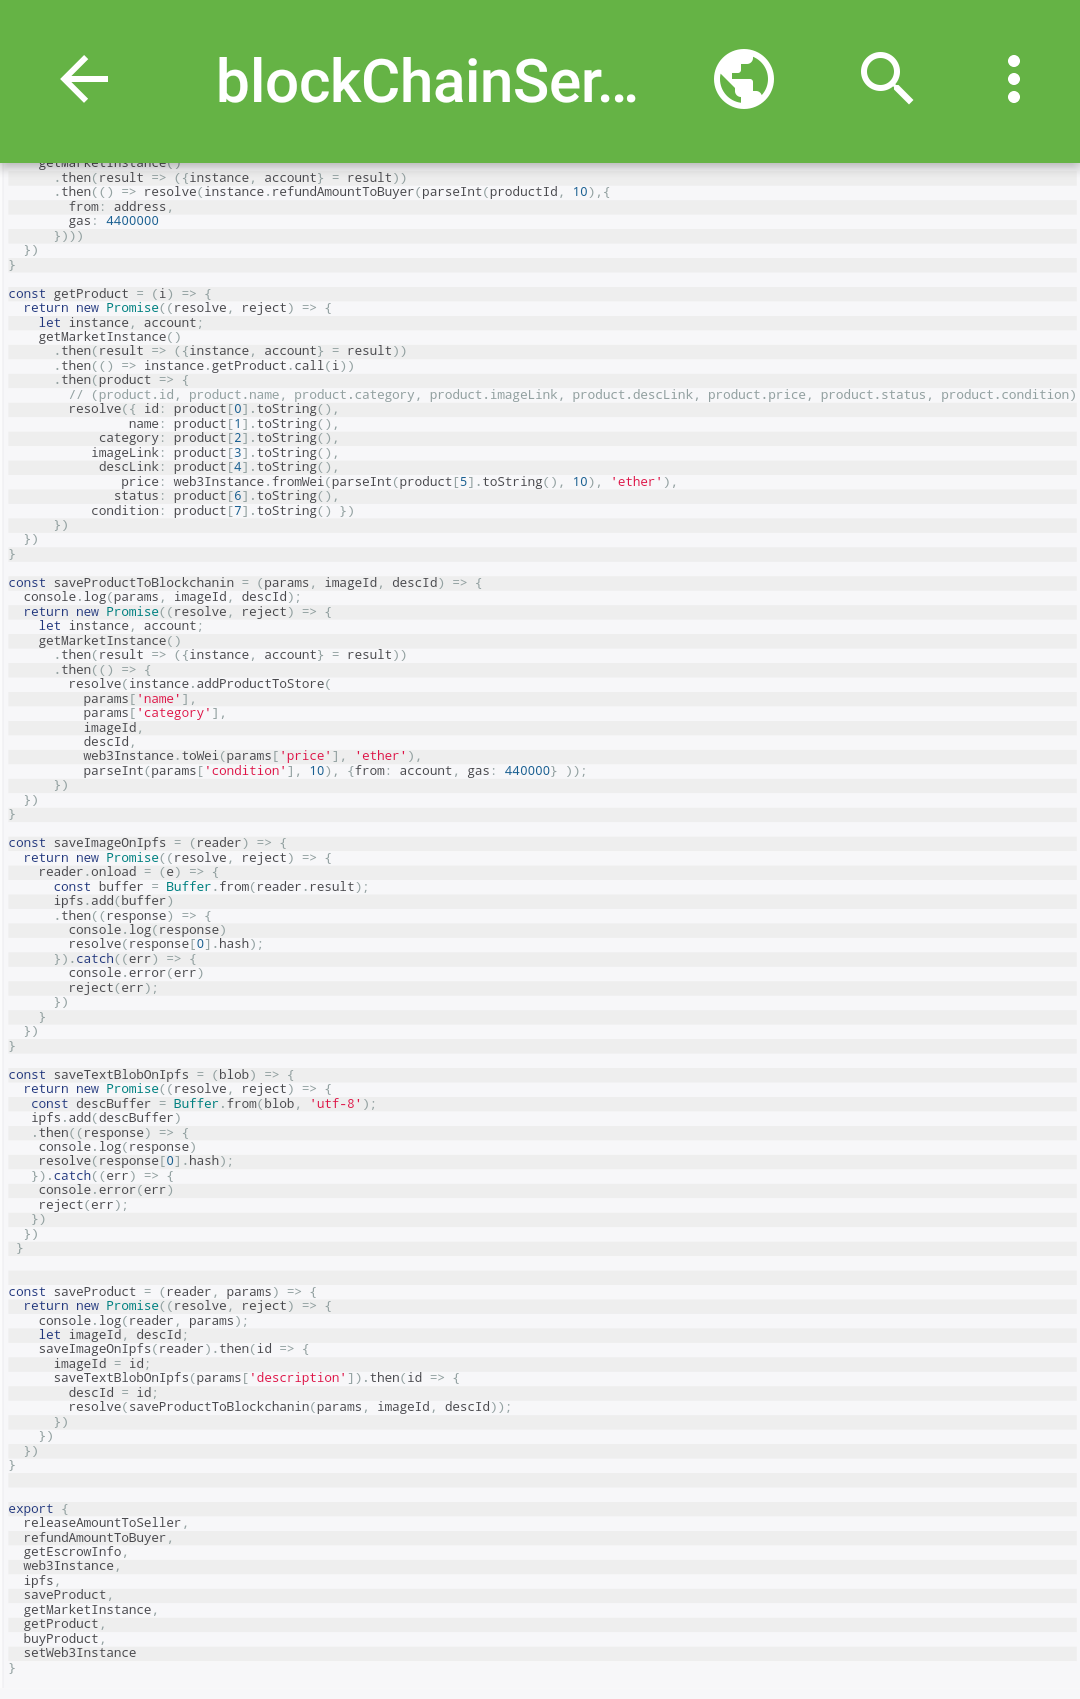 blockChainSer...
getMarketInstance()
.then(result => ({instance, account} = result))
.then(() => resolve(instance.refundAmountToBuyer(parseInt(productId, 10),{
from: address,
gas: 4400000
})))
})
}
const getProduct = (i) => {
return new Promise((resolve, reject) => {
let instance, account;
getMarketInstance()
.then(result => ({instance, account} = result))
.then(() => instance.getProduct.call(i))
.then(product => {
// (product.id, product.name, product.category, product.imageLink, product.descLink, product.price, product.status, product.condition)
resolve({ id: product[0].toString(),
name: product[1].toString(),
category: product[2].toString(),
imageLink: product[3].toString(),
descLink: product[4].toString(),
price: web3Instance.fromWei(parseInt(product[5].toString(), 10), 'ether'),
status: product[6].toString(),
condition: product[7].toString() })
})
})
}
const saveProductToBlockchanin = (params, imageId, descId) => {
console.log(params, imageId, descId);
return new Promise((resolve, reject) => {
let instance, account;
getMarketInstance()
.then(result => ({instance, account} = result))
.then(() => {
resolve(instance.addProductToStore(
params['name'],
params['category'],
imageId,
descId,
web3Instance.toWei(params['price'], 'ether'),
parseInt(params['condition'], 10), {from: account, gas: 440000} ));
})
})
}
const saveImageOnIpfs = (reader) => {
return new Promise((resolve, reject) => {
reader.onload = (e) => {
const buffer = Buffer.from(reader.result);
ipfs.add(buffer)
.then((response) => {
console.log(response)
resolve(response[0].hash);
}).catch((err) => {
console.error(err)
reject(err);
})
}
})
}
const saveTextBlobOnIpfs = (blob) => {
return new Promise((resolve, reject) => {
const descBuffer = Buffer.from(blob, 'utf-8');
ipfs.add(descBuffer)
.then((response) => {
console.log(response)
resolve(response[0].hash);
}).catch((err) => {
console.error(err)
reject(err);
})
})
}
const saveProduct = (reader, params) => {
return new Promise((resolve, reject) => {
console.log(reader, params);
let imageId, descId;
saveImageOnIpfs(reader).then(id => {
imageId = id;
saveTextBlobOnIpfs(params['description']).then(id => {
descId = id;
resolve(saveProductToBlockchanin(params, imageId, descId));
})
})
})
}
export {
releaseAmountToSeller,
refundAmountToBuyer,
getEscrowInfo,
web3Instance,
ipfs,
saveProduct,
getMarketInstance,
getProduct,
buyProduct,
setWeb3Instance
}